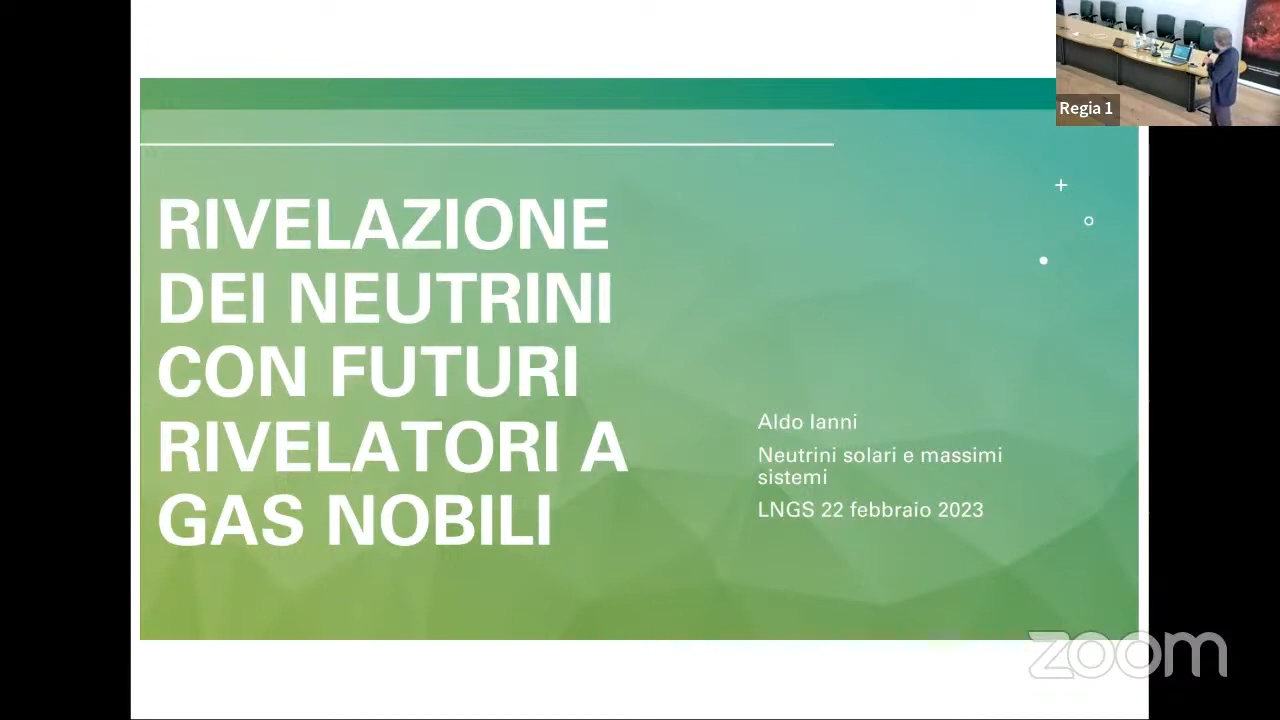 Regia 1
RIVELAZIONE
DEI NEUTRINI
CON FUTURI
RIVELATORI A
GAS NOBILI
Aldo Ianni
Neutrini solari e massimi
sistemi
LNGS 22 febbraio 2023
zoom